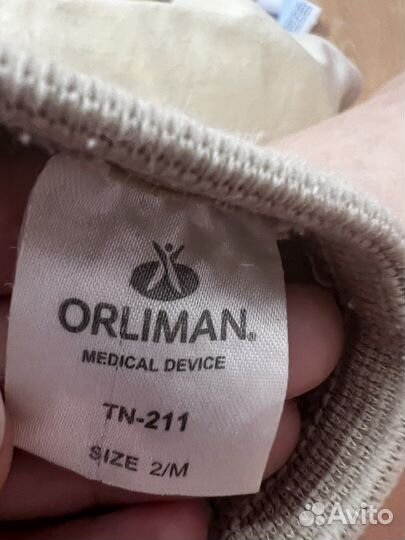 ORLIMAN®
MEDICAL DEVICE
TN-211
SIZE 2/M
Avito